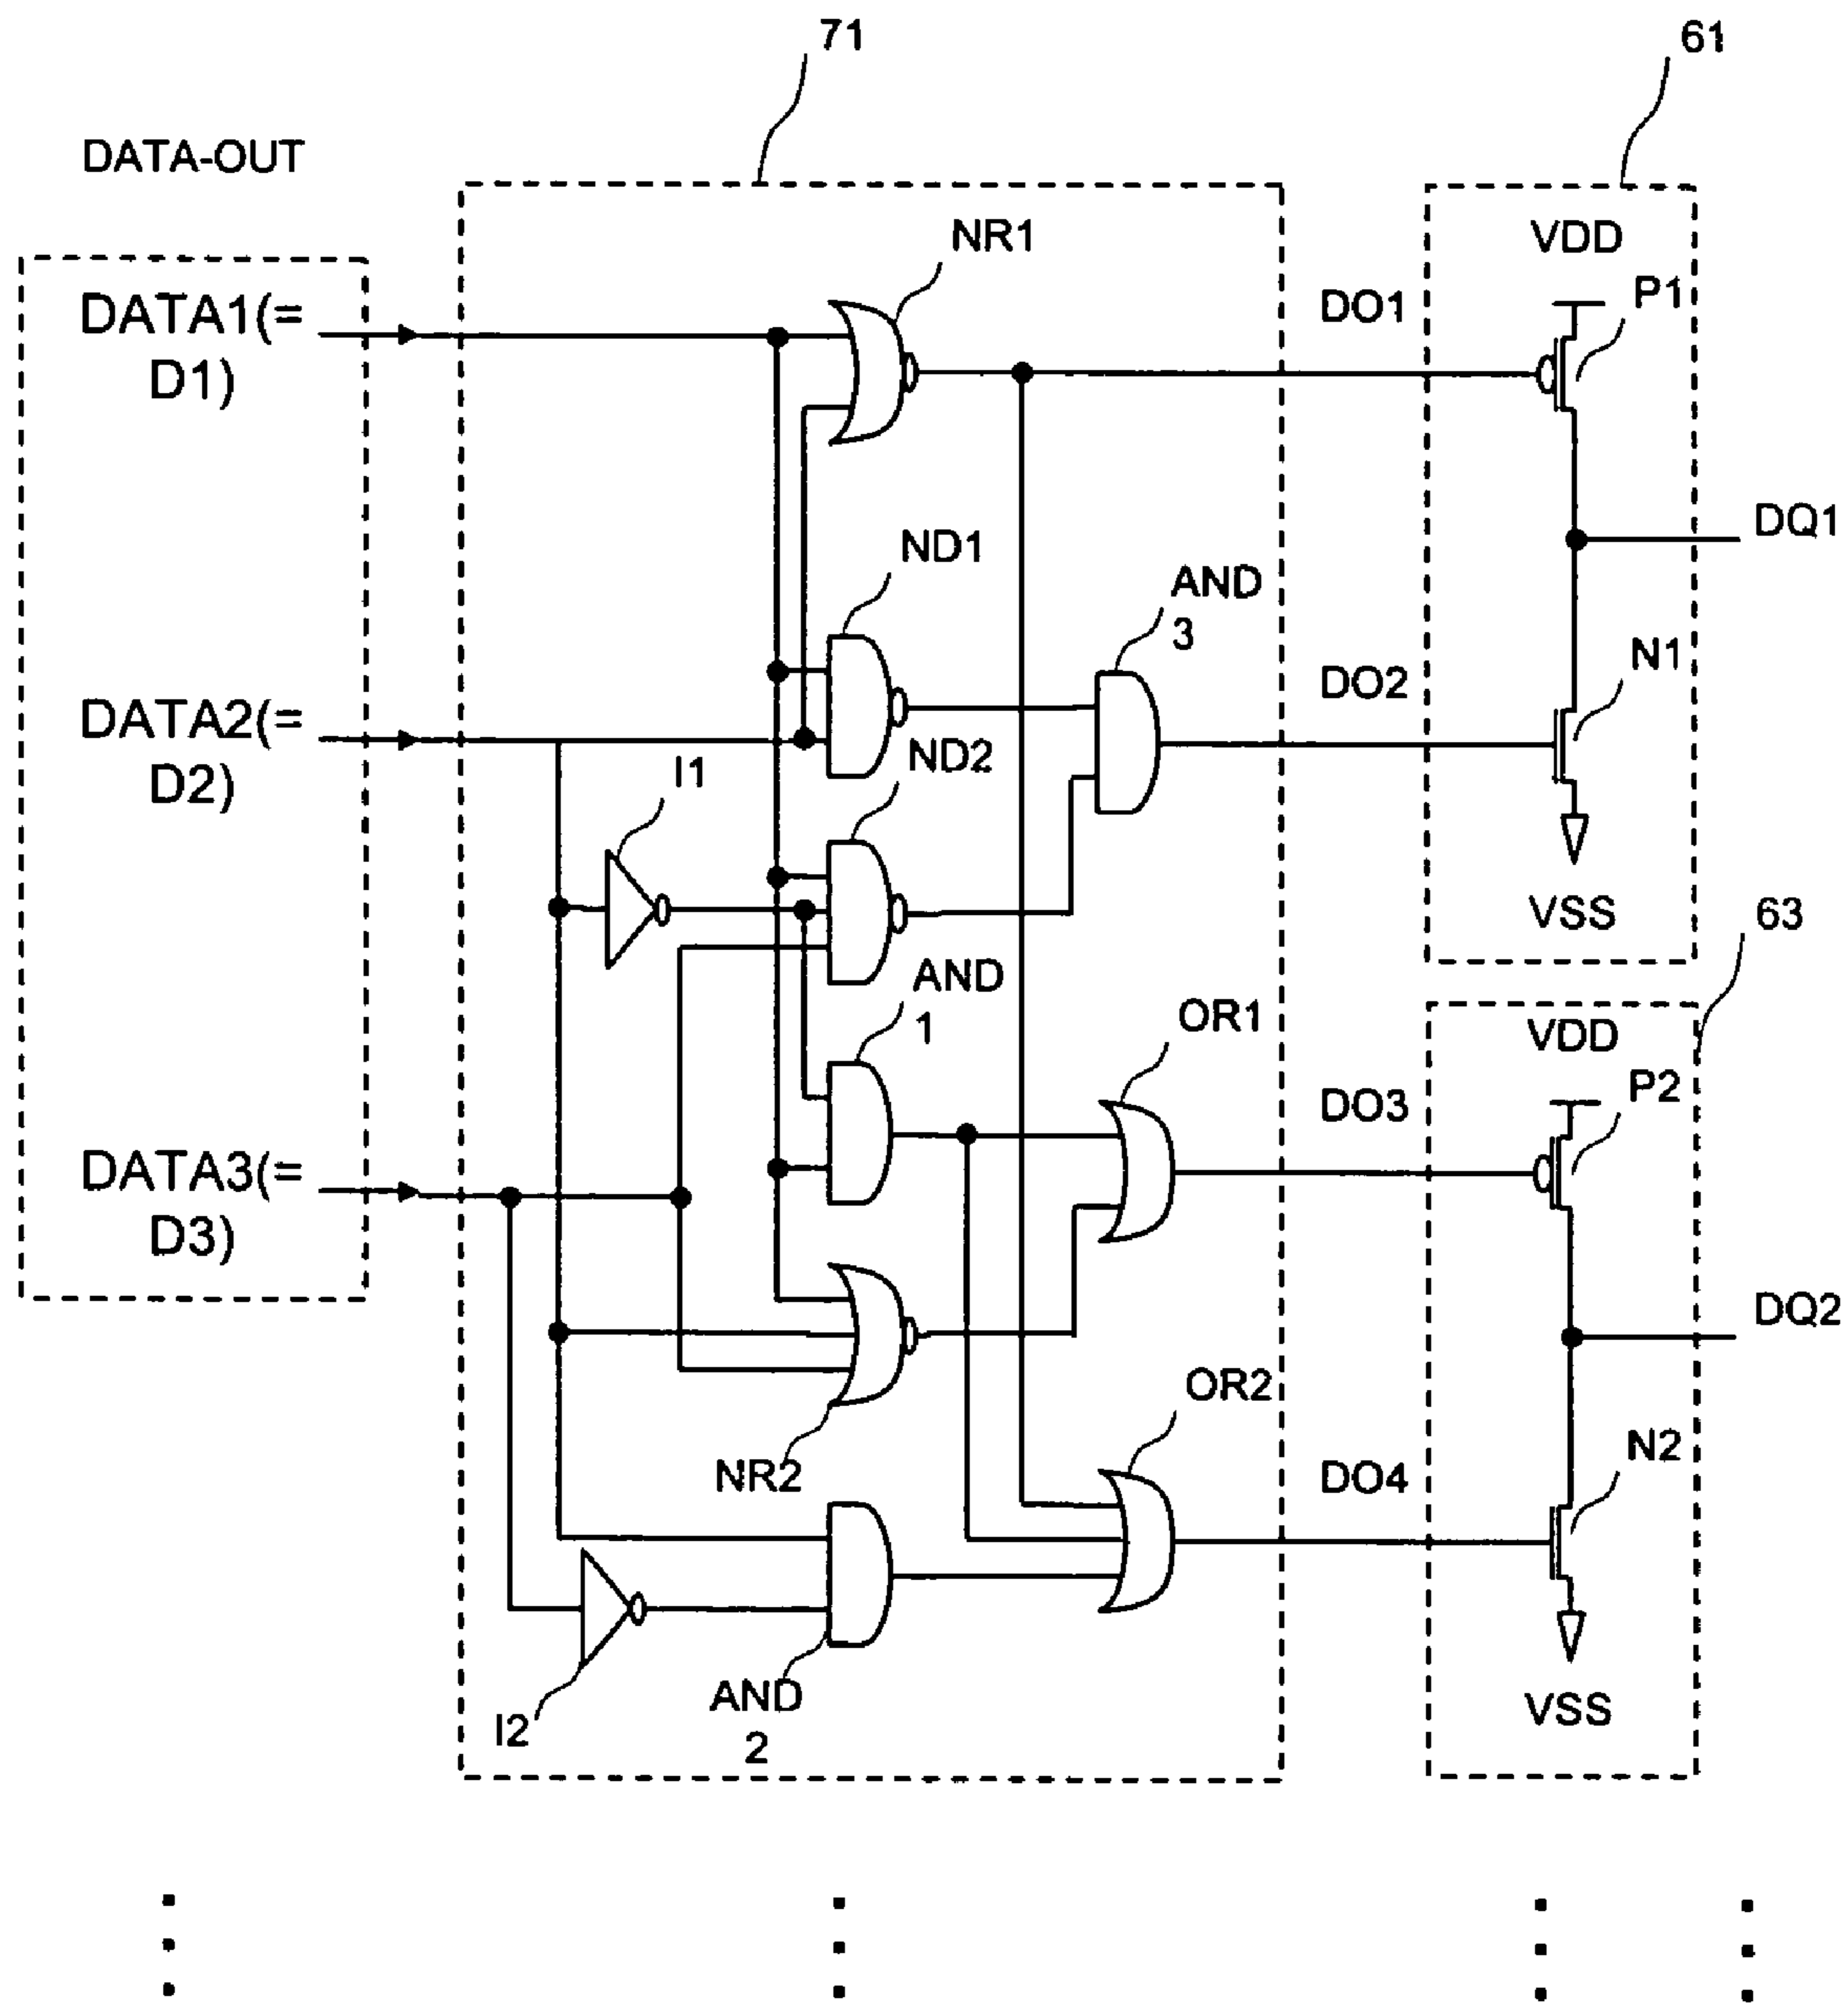 71
61
DATA-OUT
NR1
VDD
P1
DATA1(=
D1)
DO1
DQ1
ND1
AND
3
N1
DO2
DATA2(=
D2)
I1
ND2
VSS
63
AND
1
OR1
VDD
P2
DO3
DATA3(=
D3)
DQ2
OR2
N2
NR2
DO4
I2
AND
2
VSS